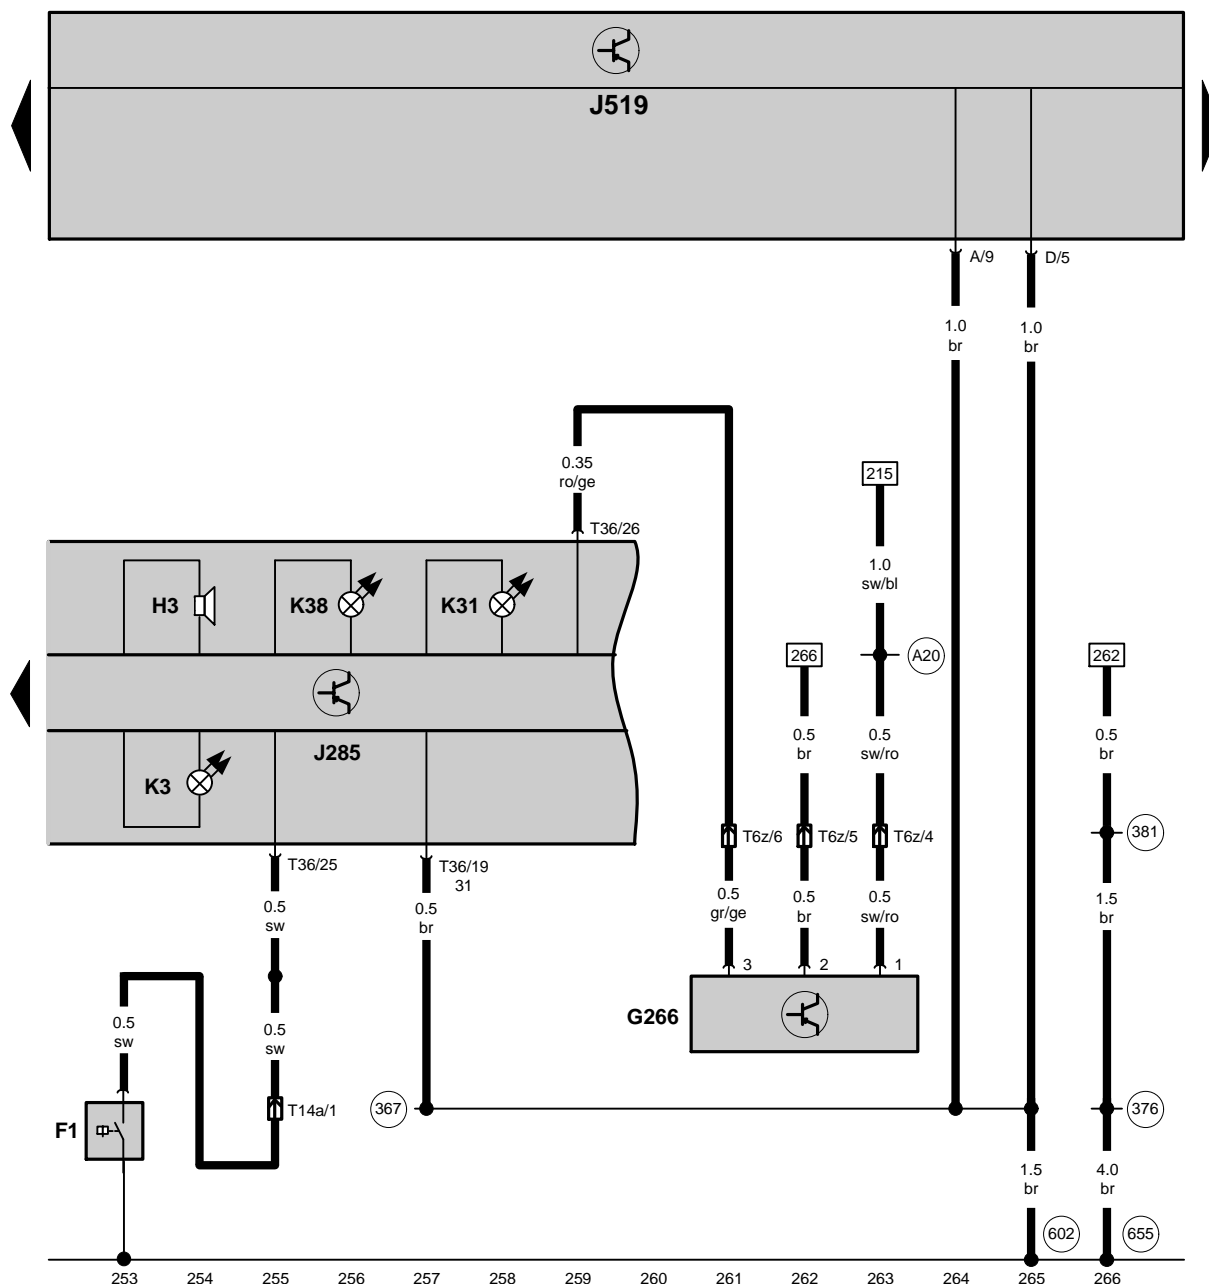 J519
A/9
D/5
1.0
br
1.0
br
0.35
ro/ge
215
T36/26
1.0
sw/bl
H3
K38
K31
266
A20
262
J285
0.5
br
0.5
sw/ro
0.5
br
K3
T6z/6
T6z/5
T6z/4
381
T36/25
T36/19
31
0.5
sw
0.5
br
0.5
gr/ge
0.5
br
0.5
sw/ro
1.5
br
3
2
1
G266
0.5
sw
0.5
sw
T14a/1
367
376
F1
1.5
br
4.0
br
602
655
253 254 255 256 257 258 259 260 261 262 263 264 265 266